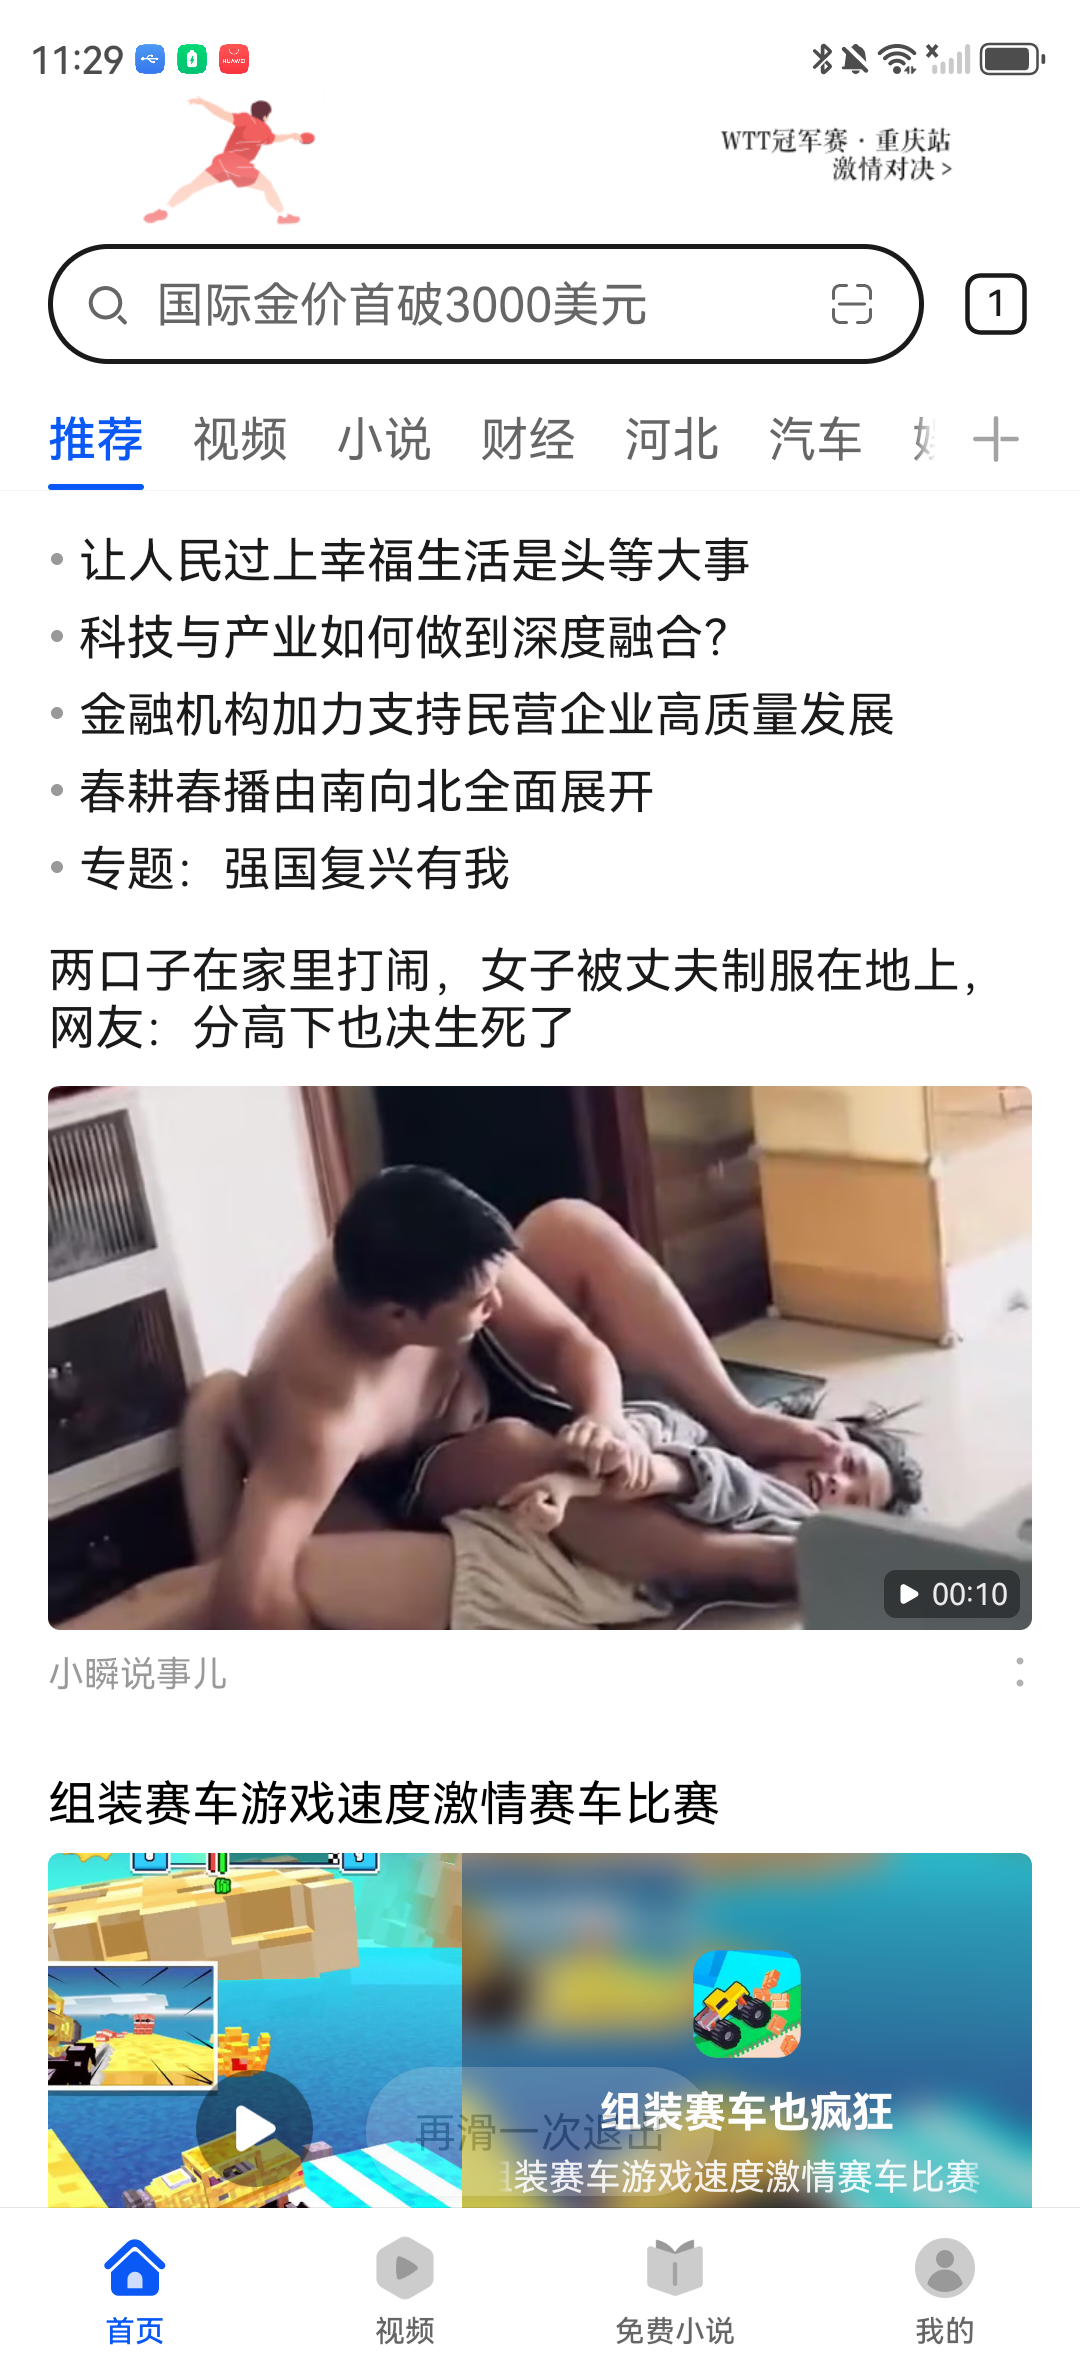 11:29
HUAWEI
WTT冠军赛·重庆站
激情对决 >
国际金价首破3000美元
1
推荐 视频 小说 财经 河北 汽车
让人民过上幸福生活是头等大事
科技与产业如何做到深度融合？
金融机构加力支持民营企业高质量发展
春耕春播由南向北全面展开
专题：强国复兴有我
两口子在家里打闹，女子被丈夫制服在地上，
网友：分高下也决生死了
00:10
小瞬说事儿
组装赛车游戏速度激情赛车比赛
你
组装赛车也疯狂
再滑一次退出
装赛车游戏速度激情赛车比赛
首页 视频 免费小说 我的